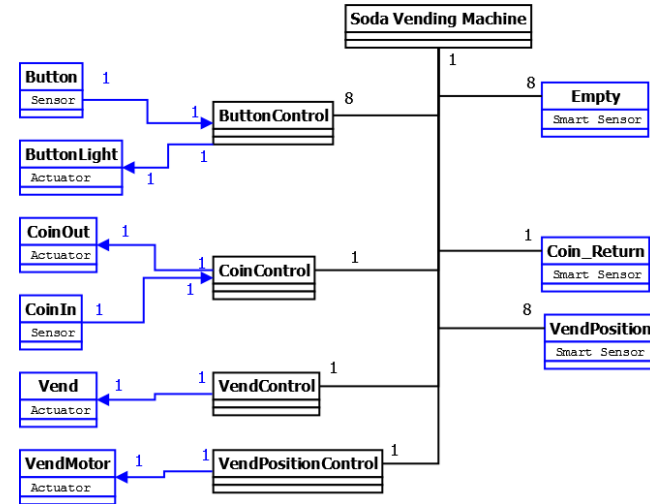 Soda Vending Machine
1
Button
Sensor
1
1
ButtonControl
8
ButtonLight
Actuator
1
1
8
Empty
Smart Sensor
CoinOut
Actuator
1
1
CoinControl
1
CoinIn
Sensor
1
1
1
Coin_Return
Smart Sensor
8
VendPosition
Smart Sensor
Vend
Actuator
1
1
VendControl
1
VendMotor
Actuator
1
1
VendPositionControl
1